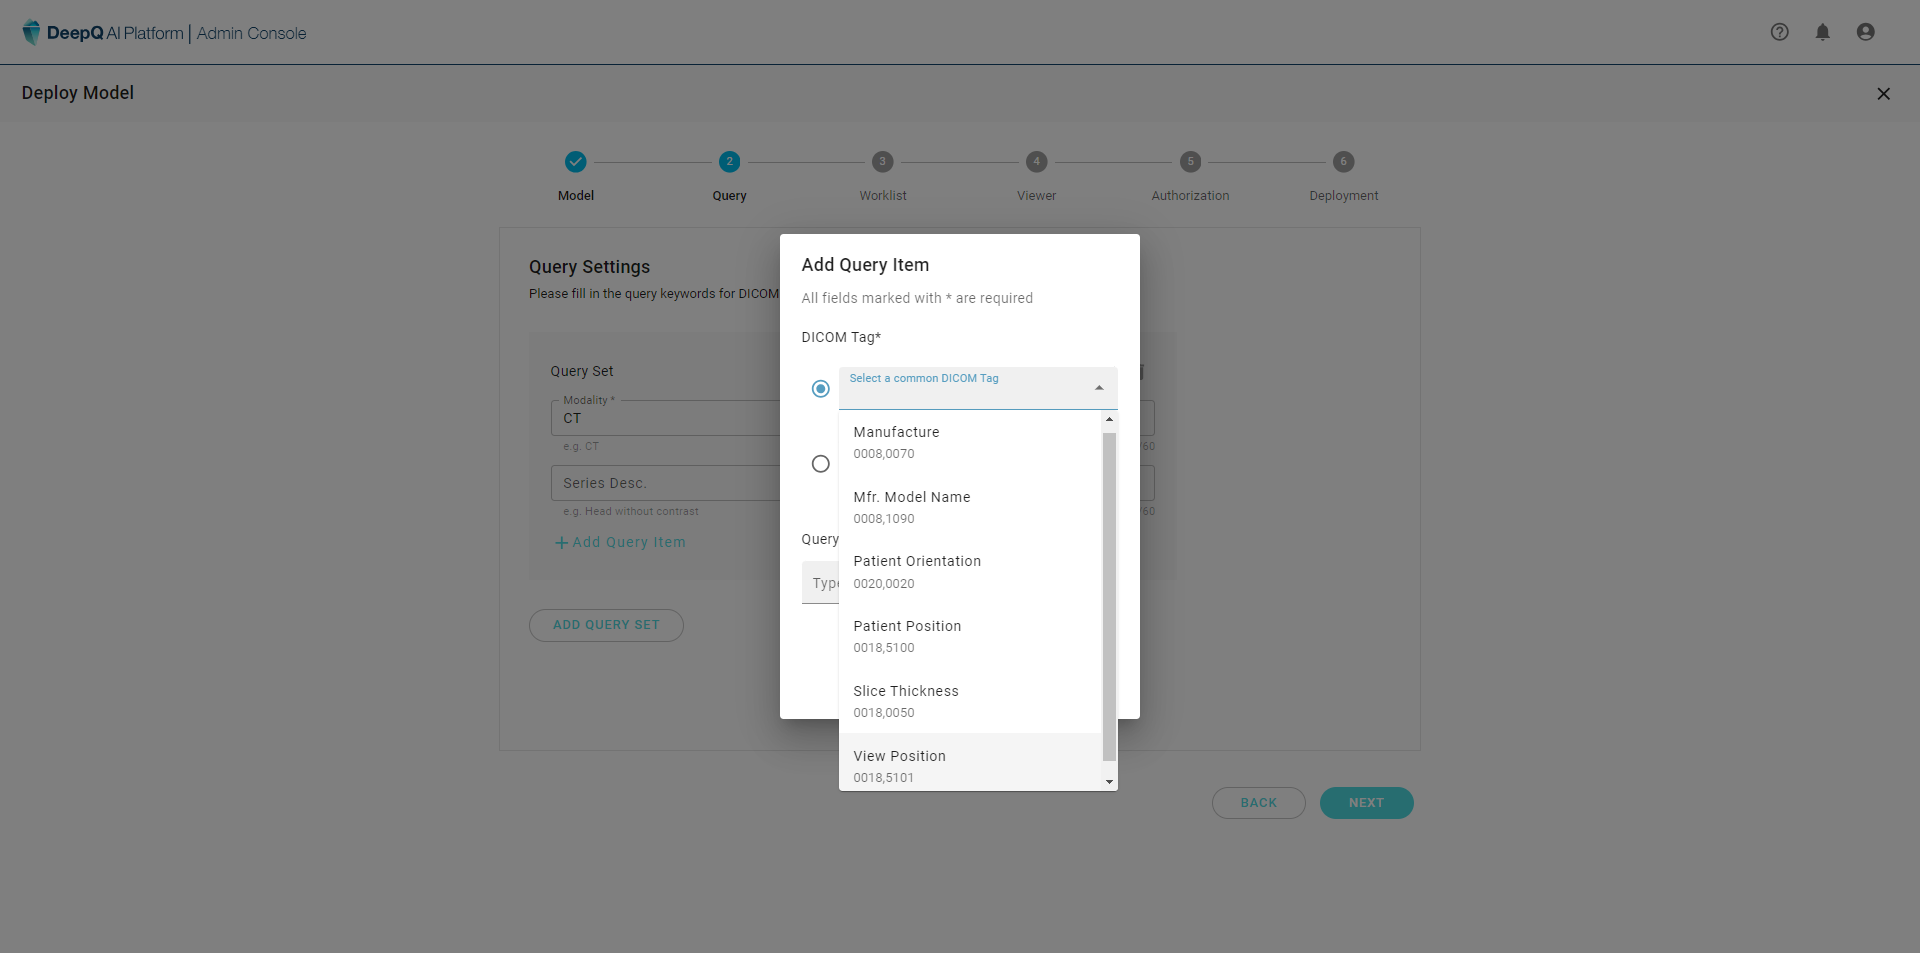 DeepQ AI Platform | Admin Console
Deploy Model
2
3
4
5
6
Model
Query
Worklist
Viewer
Authorization
Deployment
Query Settings
Please fill in the query keywords for DICOM
Query Set
Modality *
CT
e.g. CT
60
Series Desc.
e.g. Head without contrast
60
Add Query Item
ADD QUERY SET
Add Query Item
All fields marked with * are required
DICOM Tag*
Select a common DICOM Tag
Manufacture
0008,0070
Mfr. Model Name
0008,1090
Patient Orientation
0020,0020
Patient Position
0018,5100
Slice Thickness
0018,0050
View Position
0018,5101
Query
Type
BACK
NEXT